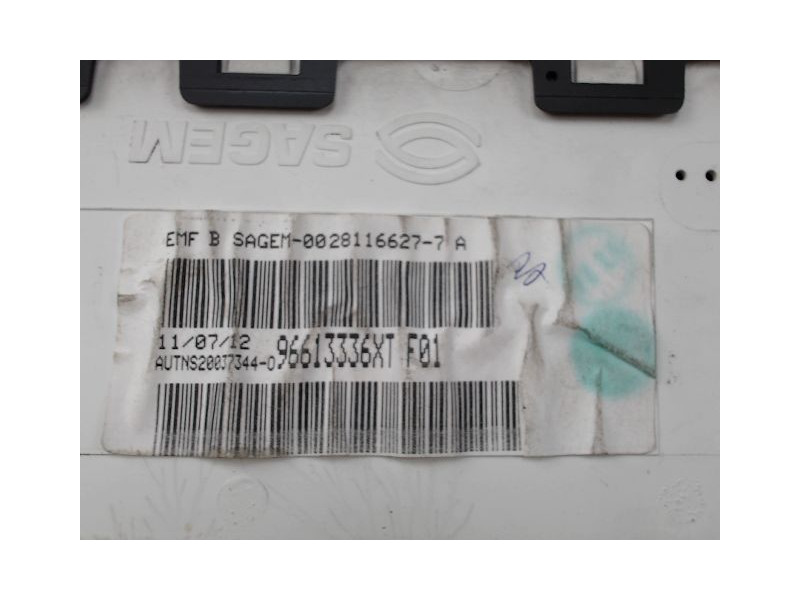 SAGEM
EMF B SAGEM-0028116627-7 A
11/07/12
AUTNS20037344-0 96613336XT F01